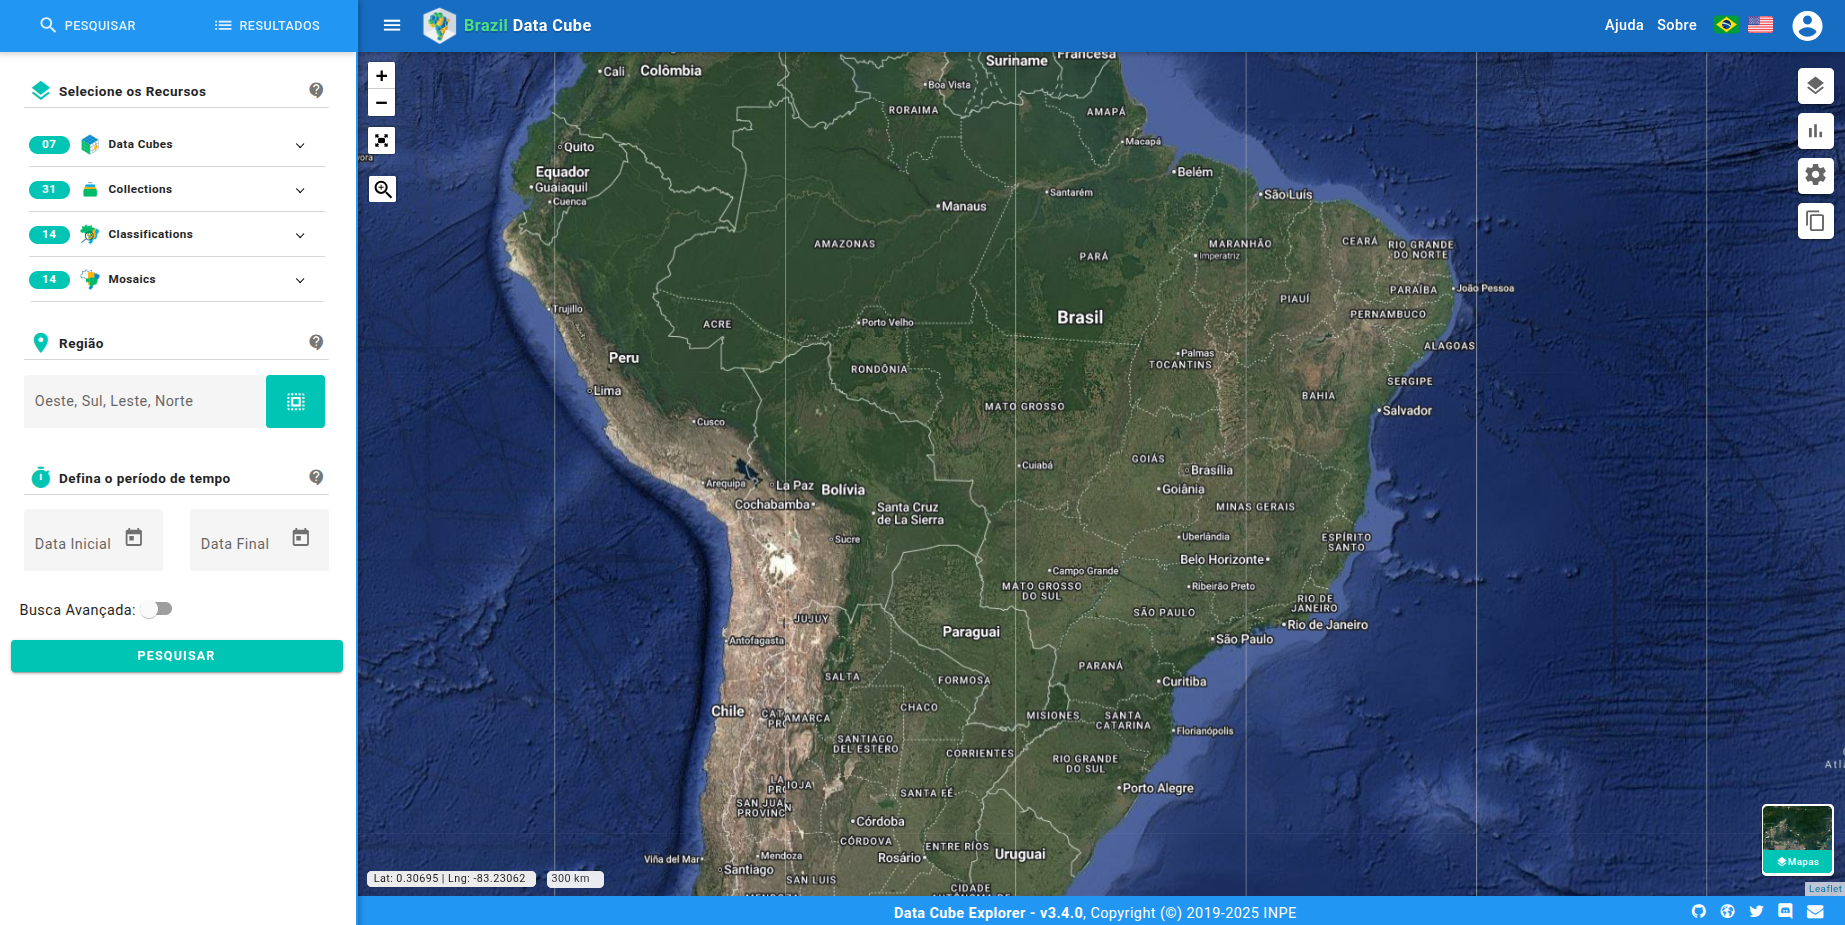 PESQUISAR
RESULTADOS
Brazil Data Cube
Ajuda
Sobre
Selecione os Recursos
07 Data Cubes
31 Collections
14 Classifications
14 Mosaics
Região
Oeste, Sul, Leste, Norte
Defina o período de tempo
Data Inicial
Data Final
Busca Avançada:
PESQUISAR
+
−
Cali
Colômbia
Suriname
Francesa
Boa Vista
RORAIMA
AMAPÁ
Macapá
Quito
Equador
Guaiaquil
Cuenca
Belém
Santarém
São Luís
Manaus
AMAZONAS
PARÁ
MARANHÃO
Imperatriz
CEARÁ
RIO GRANDE
DO NORTE
PARAÍBA
João Pessoa
PIAUÍ
PERNAMBUCO
Trujillo
ACRE
Porto Velho
Brasil
ALAGOAS
Peru
RONDÔNIA
Palmas
TOCANTINS
SERGIPE
Lima
MATO GROSSO
BAHIA
Salvador
Cusco
Cuiabá
GOIÁS
Brasília
Arequipa
La Paz
Bolívia
Goiânia
Cochabamba
Santa Cruz
de La Sierra
MINAS GERAIS
Sucre
Uberlândia
ESPÍRITO
SANTO
Belo Horizonte
Campo Grande
MATO GROSSO
DO SUL
Ribeirão Preto
RIO DE
JANEIRO
SÃO PAULO
JUJUY
Rio de Janeiro
Antofagasta
Paraguai
São Paulo
PARANÁ
SALTA
FORMOSA
Curitiba
Chile
CHACO
MISIONES
SANTA
CATARINA
Florianópolis
SANTIAGO
DEL ESTERO
CORRIENTES
RIO GRANDE
DO SUL
SANTA FÉ
Porto Alegre
Córdoba
CÓRDOVA
ENTRE RÍOS
Viña del Mar
Mendoza
Rosário
Uruguai
Santiago
SAN LUIS
CIDADE
Mapas
Lat: 0.30695 | Lng: -83.23062
300 km
Leaflet
Data Cube Explorer - v3.4.0, Copyright (©) 2019-2025 INPE